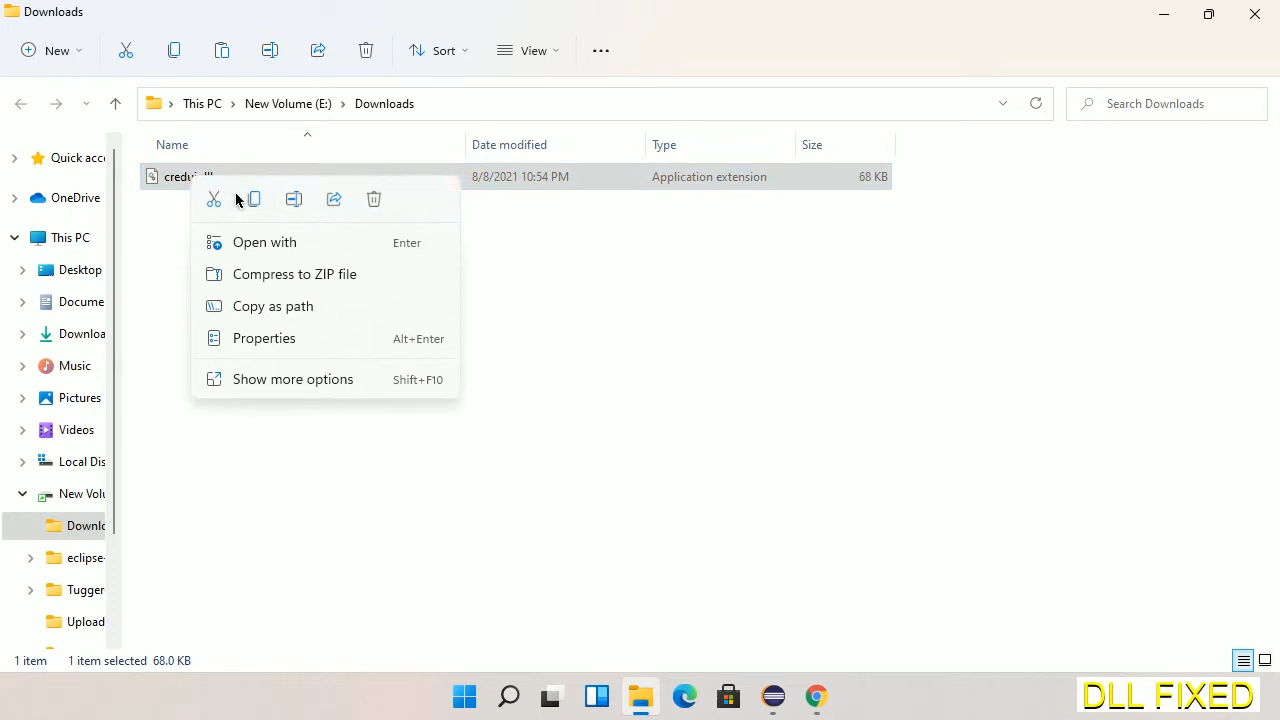 Downloads
New
Sort
View
This PC
New Volume (E:)
Downloads
Search Downloads
Name
Date modified
Type
Size
8/8/2021 10:54 PM
Application extension
68 KB
Quick acc
OneDrive
This PC
Desktop
Docume
Downloa
Music
Pictures
Videos
Local Dis
New Volu
Downlo
eclipse-
Tugger
Upload
Open with
Enter
Compress to ZIP file
Copy as path
Properties
Alt+Enter
Show more options
Shift+F10
1 item
1 item selected
68.0 KB
DLL FIXED